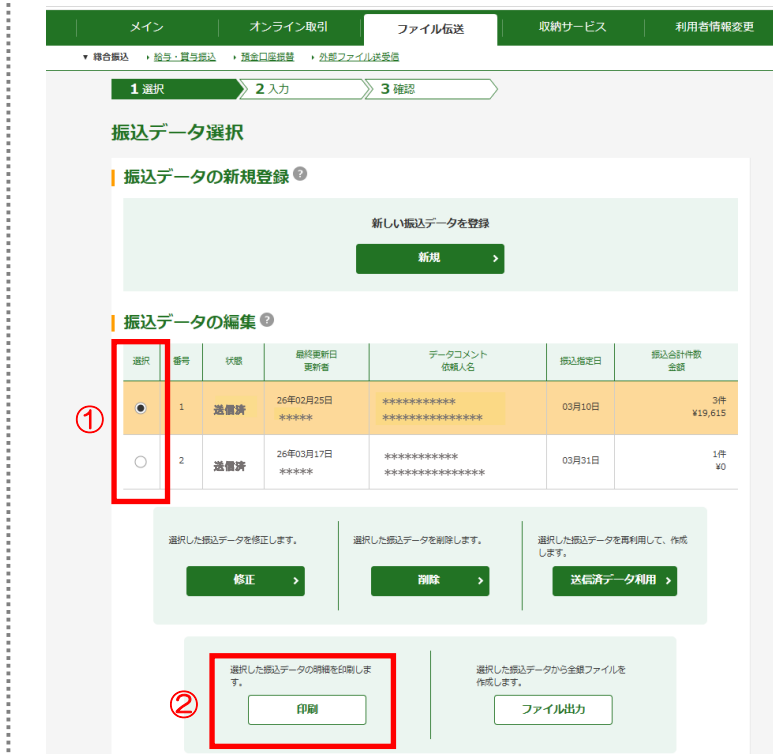 メイン オンライン取引 ファイル伝送 収納サービス 利用者情報変更
▼ 総合振込 ・給与・賞与振込 ・預金口座振替 ・外部ファイル送受信
1 選択 2 入力 3 確認
振込データ選択
振込データの新規登録 ?
新しい振込データを登録
新規 ›
振込データの編集 ?
選択 番号 状態 最終更新日 データコメント 振込指定日 振込合計件数
更新者 依頼人名 金額
① 1 送信済 26年02月25日 *********** 03月10日 3件
***** *************** ¥19,615
2 送信済 26年03月17日 *********** 03月31日 1件
***** *************** ¥0
選択した振込データを修正します。 選択した振込データを削除します。 選択した振込データを再利用して、作成
します。
修正 › 削除 › 送信済データ利用 ›
選択した振込データの明細を印刷しま 選択した振込データから全銀ファイルを
す。 作成します。
② 印刷 ファイル出力